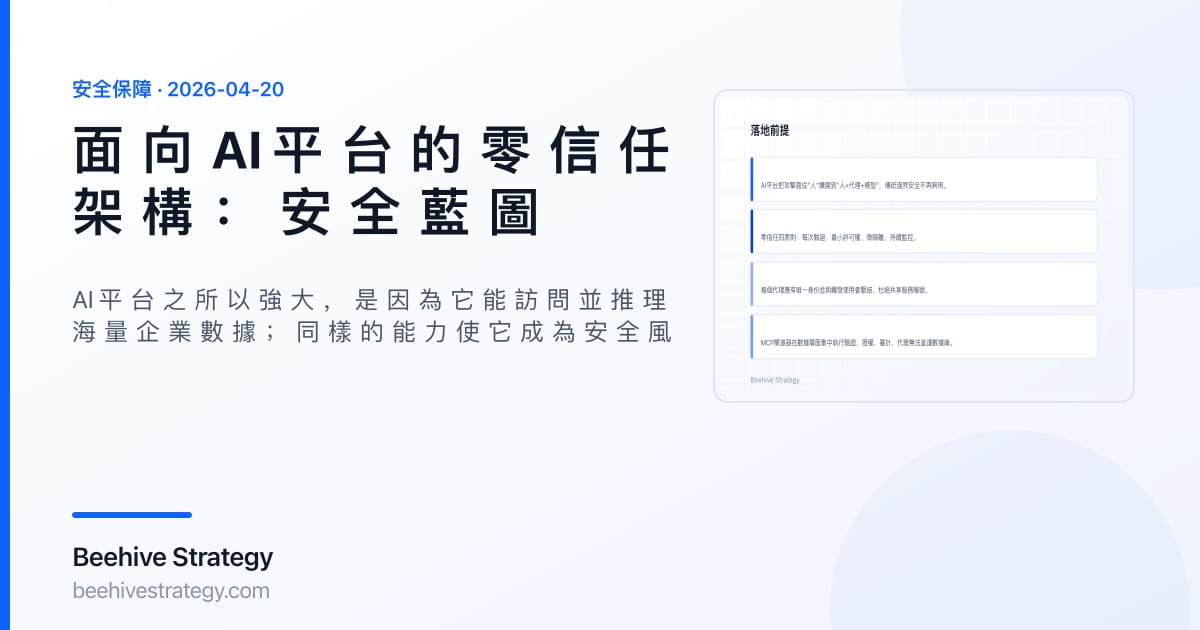 安全保障 · 2026-04-20
面向AI平台的零信任
架構：安全藍圖
AI平台之所以強大，是因為它能訪問並推理
海量企業數據；同樣的能力使它成為安全風
落地前提
AI平台把攻擊面從"人"擴展到"人+代理+模型"，傳統邊界安全不再夠用。
零信任四原則：每次驗證、最小許可權、微隔離、持續監控。
每個代理應有唯一身份並與觸發使用者繫結，杜絕共享服務賬號。
MCP閘道器在數據層面集中執行驗證、授權、審計，代理無法直連數據庫。
Beehive Strategy
Beehive Strategy
beehivestrategy.com